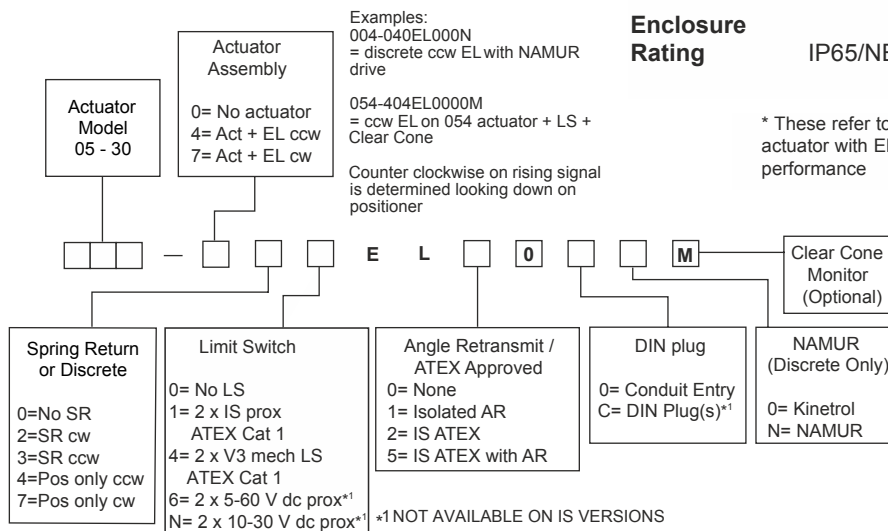 Examples:
004-040EL000N
= discrete ccw EL with NAMUR
drive
054-404EL0000M
= ccw EL on 054 actuator + LS +
Clear Cone
Counter clockwise on rising signal
is determined looking down on
positioner
Enclosure
Rating
IP65/NE
* These refer to
actuator with EL
performance
Actuator
Model
05 - 30
Actuator
Assembly
0= No actuator
4= Act + EL ccw
7= Act + EL cw
— E L 0 M
Clear Cone
Monitor
(Optional)
Spring Return
or Discrete
0=No SR
2=SR cw
3=SR ccw
4=Pos only ccw
7=Pos only cw
Limit Switch
0= No LS
1= 2 x IS prox
ATEX Cat 1
4= 2 x V3 mech LS
ATEX Cat 1
6= 2 x 5-60 V dc prox*1
N= 2 x 10-30 V dc prox*1
Angle Retransmit /
ATEX Approved
0= None
1= Isolated AR
2= IS ATEX
5= IS ATEX with AR
DIN plug
0= Conduit Entry
C= DIN Plug(s)*1
NAMUR
(Discrete Only)
0= Kinetrol
N= NAMUR
*1 NOT AVAILABLE ON IS VERSIONS